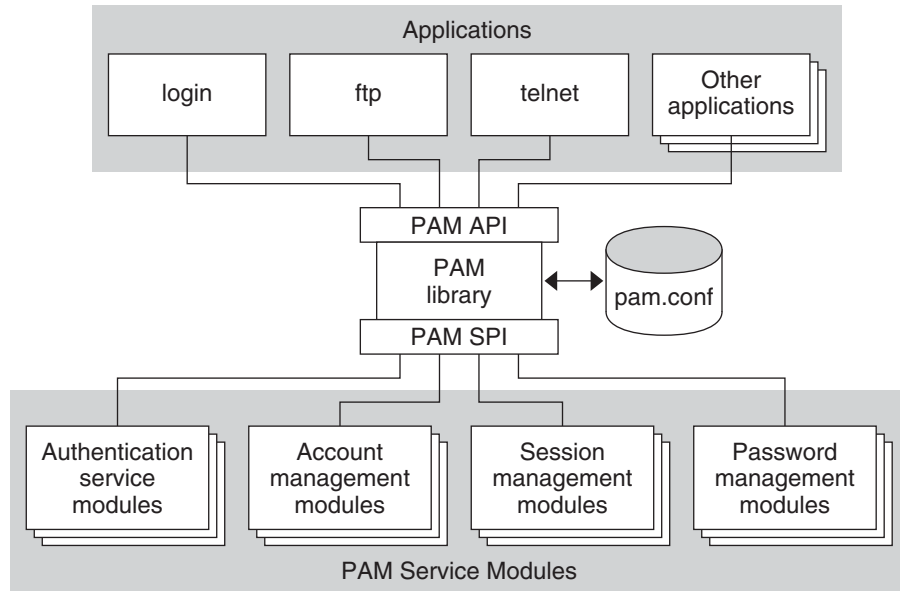 Applications
login
ftp
telnet
Other
applications
PAM API
PAM
library
pam.conf
PAM SPI
Authentication
service
modules
Account
management
modules
Session
management
modules
Password
management
modules
PAM Service Modules